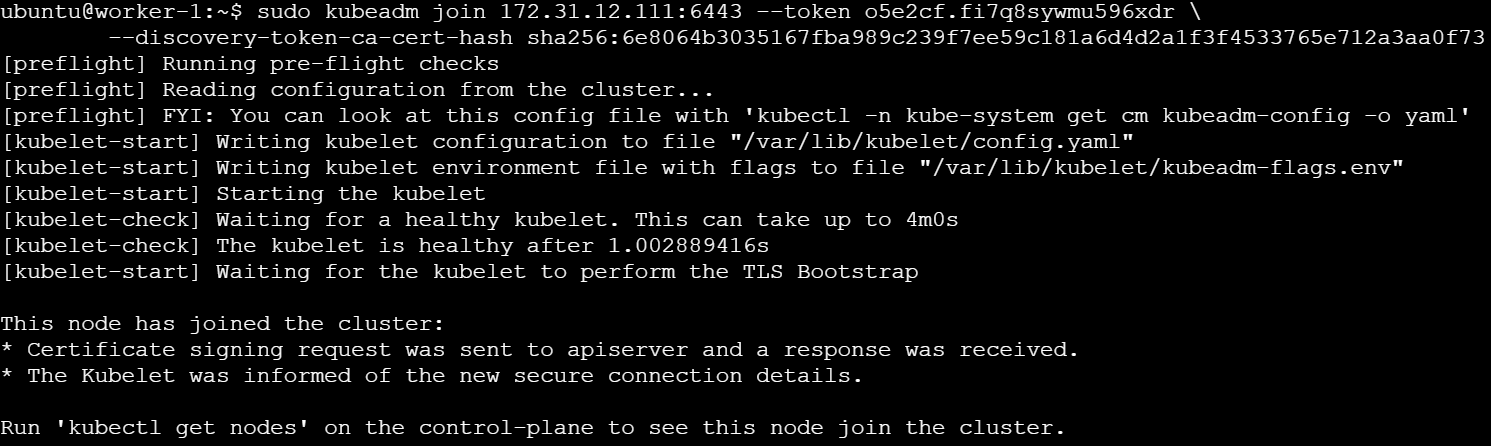 ubuntu@worker-1:~$ sudo kubeadm join 172.31.12.111:6443 --token o5e2cf.fi7q8sywmu596xdr \
        --discovery-token-ca-cert-hash sha256:6e8064b3035167fba989c239f7ee59c181a6d4d2a1f3f4533765e712a3aa0f73
[preflight] Running pre-flight checks
[preflight] Reading configuration from the cluster...
[preflight] FYI: You can look at this config file with 'kubectl -n kube-system get cm kubeadm-config -o yaml'
[kubelet-start] Writing kubelet configuration to file "/var/lib/kubelet/config.yaml"
[kubelet-start] Writing kubelet environment file with flags to file "/var/lib/kubelet/kubeadm-flags.env"
[kubelet-start] Starting the kubelet
[kubelet-check] Waiting for a healthy kubelet. This can take up to 4m0s
[kubelet-check] The kubelet is healthy after 1.002889416s
[kubelet-start] Waiting for the kubelet to perform the TLS Bootstrap

This node has joined the cluster:
* Certificate signing request was sent to apiserver and a response was received.
* The Kubelet was informed of the new secure connection details.

Run 'kubectl get nodes' on the control-plane to see this node join the cluster.